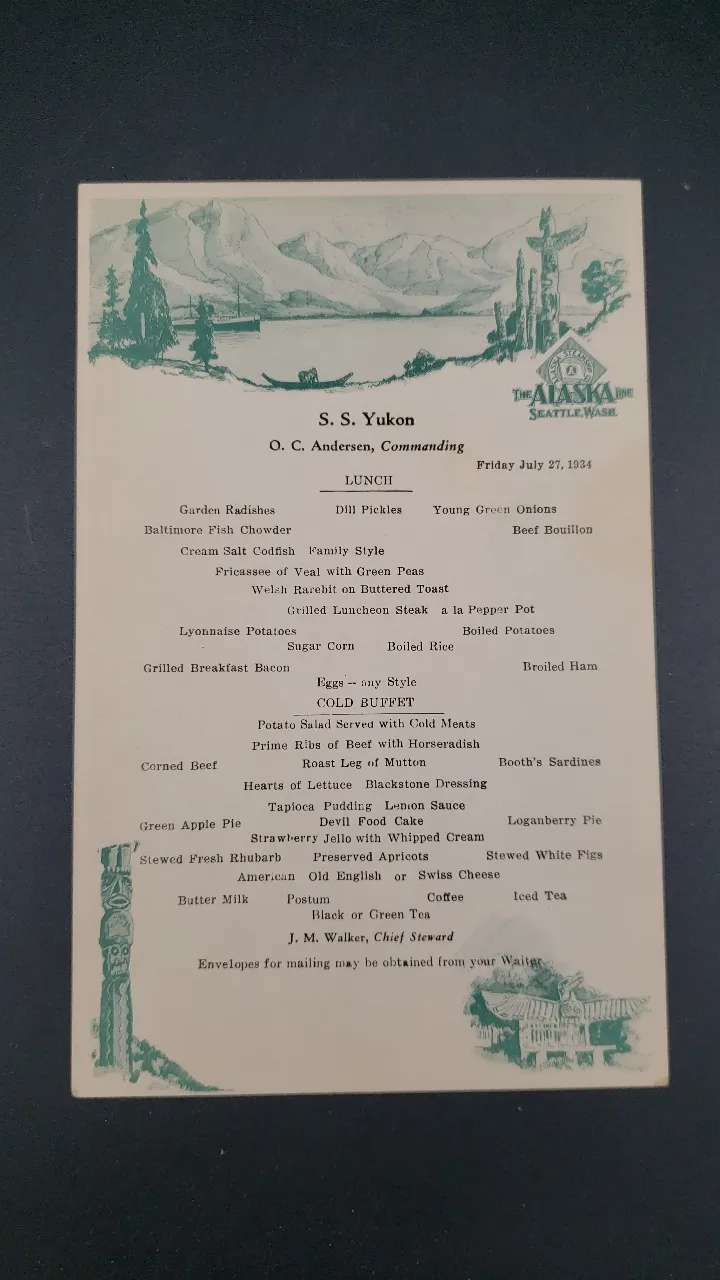 ALASKA STEAMSHIP
A
THE ALASKA LINE
SEATTLE, WASH.
S. S. Yukon
O. C. Andersen, Commanding
Friday July 27, 1934
LUNCH
Garden Radishes Dill Pickles Young Green Onions
Baltimore Fish Chowder Beef Bouillon
Cream Salt Codfish Family Style
Fricassee of Veal with Green Peas
Welsh Rarebit on Buttered Toast
Grilled Luncheon Steak a la Pepper Pot
Lyonnaise Potatoes Boiled Potatoes
Sugar Corn Boiled Rice
Grilled Breakfast Bacon Broiled Ham
Eggs -- any Style
COLD BUFFET
Potato Salad Served with Cold Meats
Prime Ribs of Beef with Horseradish
Corned Beef Roast Leg of Mutton Booth's Sardines
Hearts of Lettuce Blackstone Dressing
Tapioca Pudding Lemon Sauce
Green Apple Pie Devil Food Cake Loganberry Pie
Strawberry Jello with Whipped Cream
Stewed Fresh Rhubarb Preserved Apricots Stewed White Figs
American Old English or Swiss Cheese
Butter Milk Postum Coffee Iced Tea
Black or Green Tea
J. M. Walker, Chief Steward
Envelopes for mailing may be obtained from your Waiter